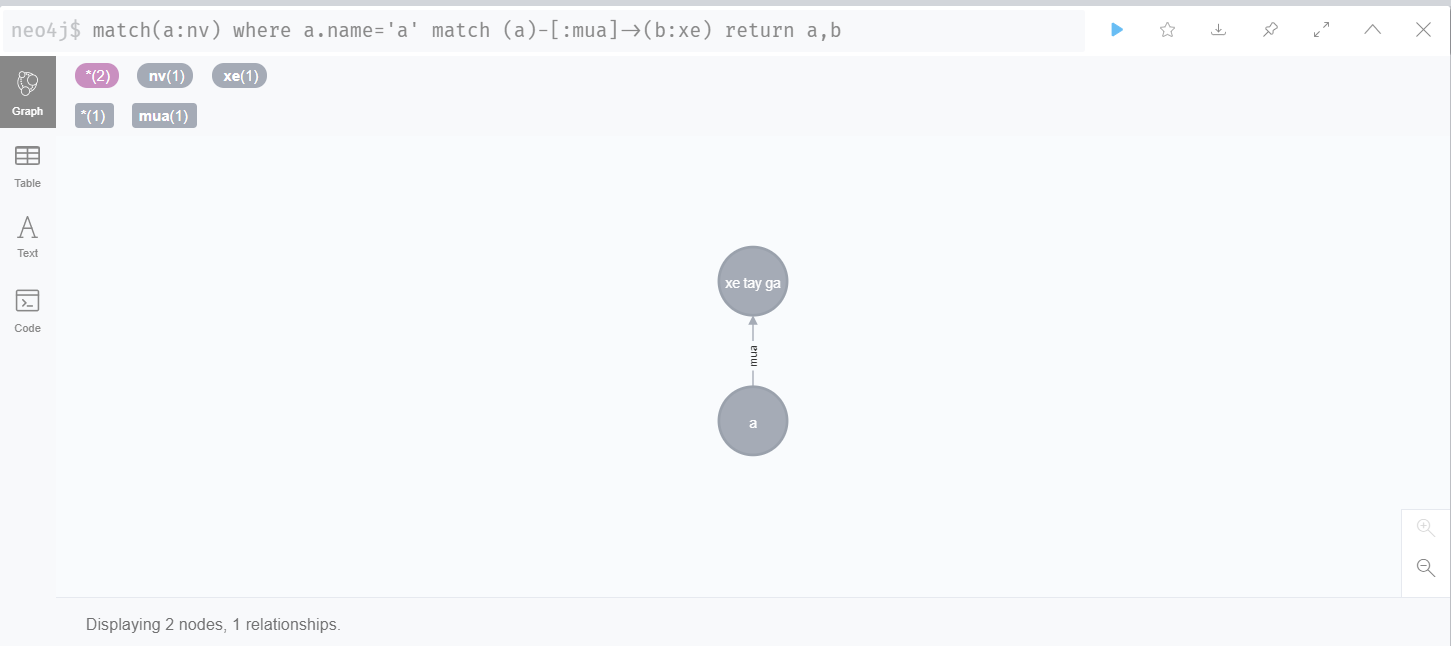 neo4j$ match(a:nv) where a.name='a' match (a)-[:mua]->(b:xe) return a,b
*(2) nv(1) xe(1)
Graph
*(1) mua(1)
Table
Text
Code
xe tay ga
mua
a
Displaying 2 nodes, 1 relationships.